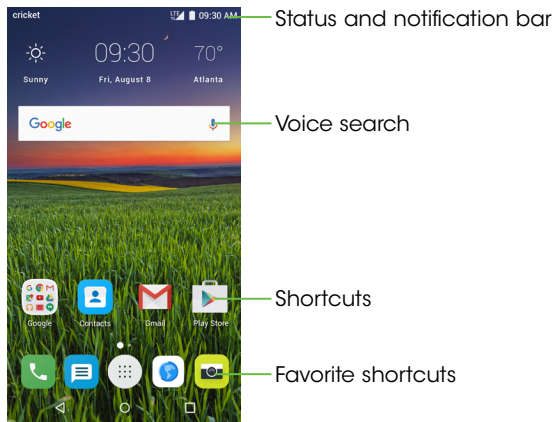 cricket LTE 09:30 AM
Status and notification bar
09:30 70°
Sunny Fri, August 8 Atlanta
Google
Voice search
Shortcuts
Google Contacts Gmail Play Store
Favorite shortcuts